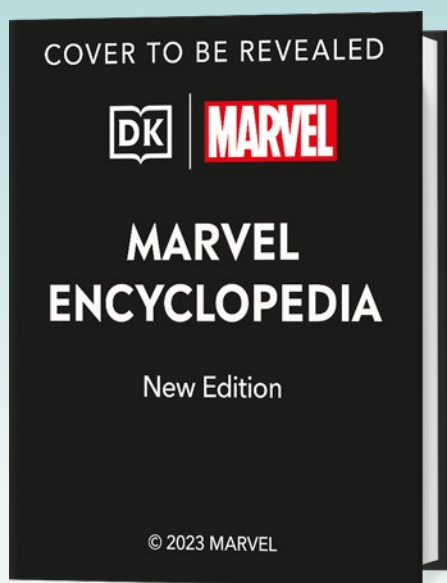 COVER TO BE REVEALED
DK MARVEL
MARVEL
ENCYCLOPEDIA
New Edition
© 2023 MARVEL